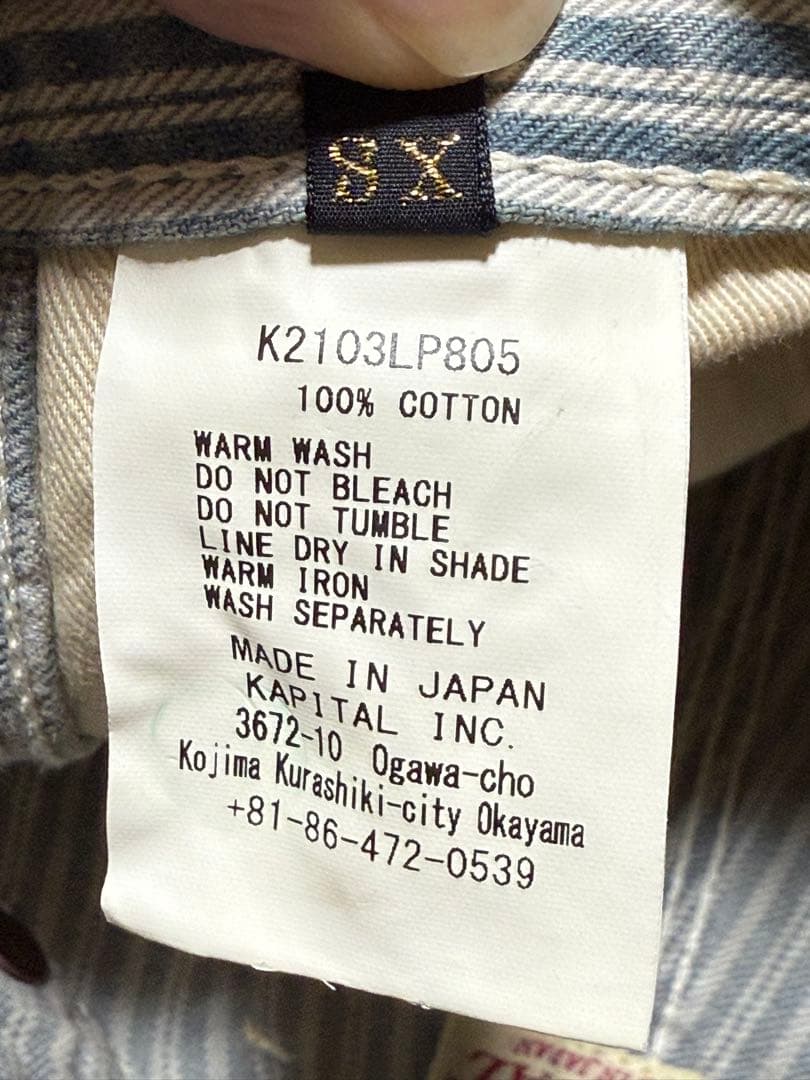 XS
K2103LP805
100% COTTON
WARM WASH
DO NOT BLEACH
DO NOT TUMBLE
LINE DRY IN SHADE
WARM IRON
WASH SEPARATELY
MADE IN JAPAN
KAPITAL INC.
3672-10 Ogawa-cho
Kojima Kurashiki-city Okayama
+81-86-472-0539